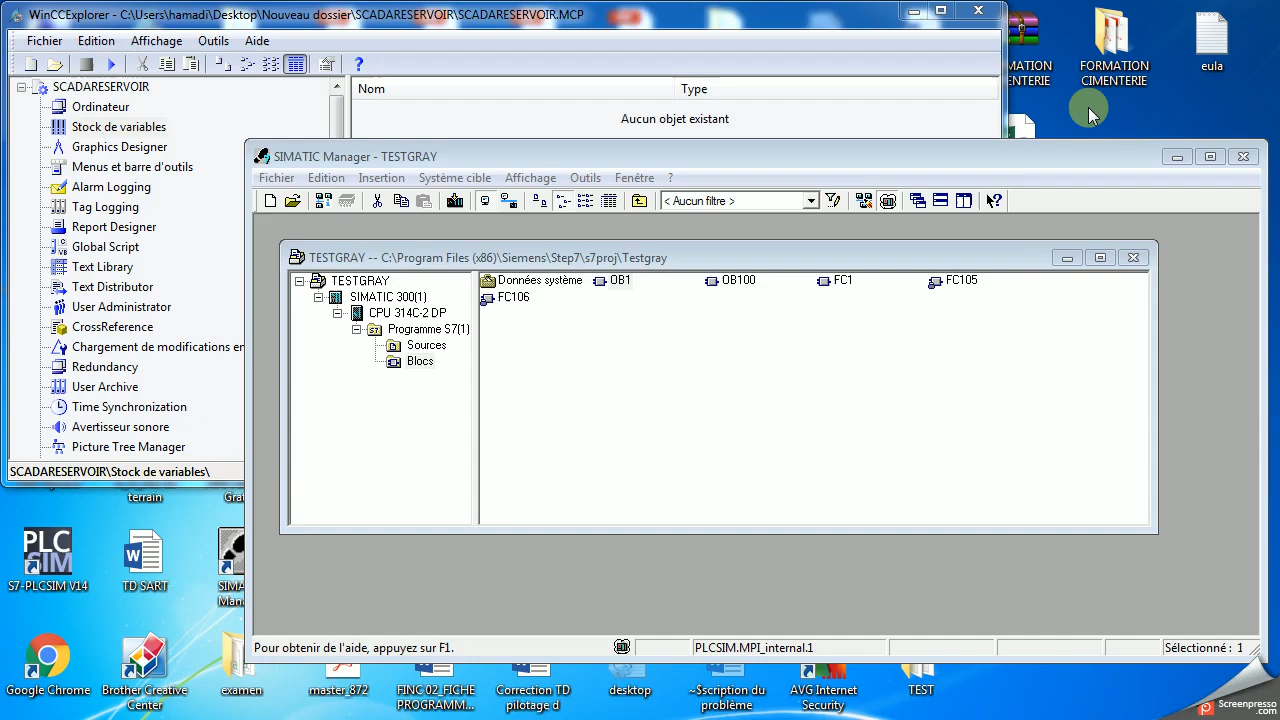 WinCCExplorer - C:\Users\hamadi\Desktop\Nouveau dossier\SCADARESERVOIR\SCADARESERVOIR.MCP
Fichier Edition Affichage Outils Aide
SCADARESERVOIR
Ordinateur
Stock de variables
Graphics Designer
Menus et barre d'outils
Alarm Logging
Tag Logging
Report Designer
Global Script
Text Library
Text Distributor
User Administrator
CrossReference
Chargement de modifications en
Redundancy
User Archive
Time Synchronization
Avertisseur sonore
Picture Tree Manager
SCADARESERVOIR\Stock de variables\
Nom Type
Aucun objet existant
FORMATION
CIMENTERIE
eula
SIMATIC Manager - TESTGRAY
Fichier Edition Insertion Système cible Affichage Outils Fenêtre ?
< Aucun filtre >
TESTGRAY -- C:\Program Files (x86)\Siemens\Step7\s7proj\Testgray
TESTGRAY
SIMATIC 300(1)
CPU 314C-2 DP
Programme S7(1)
Sources
Blocs
Données système OB1 OB100 FC1 FC105
FC106
Pour obtenir de l'aide, appuyez sur F1.
PLCSIM.MPI_internal.1
Sélectionné : 1
terrain
S7-PLCSIM V14
TD SART
Google Chrome
Brother Creative
Center
examen
master_872
FINC 02_FICHE
PROGRAMM...
Correction TD
pilotage d
desktop
~$scription du
problème
AVG Internet
Security
TEST
Screenpresso
.com